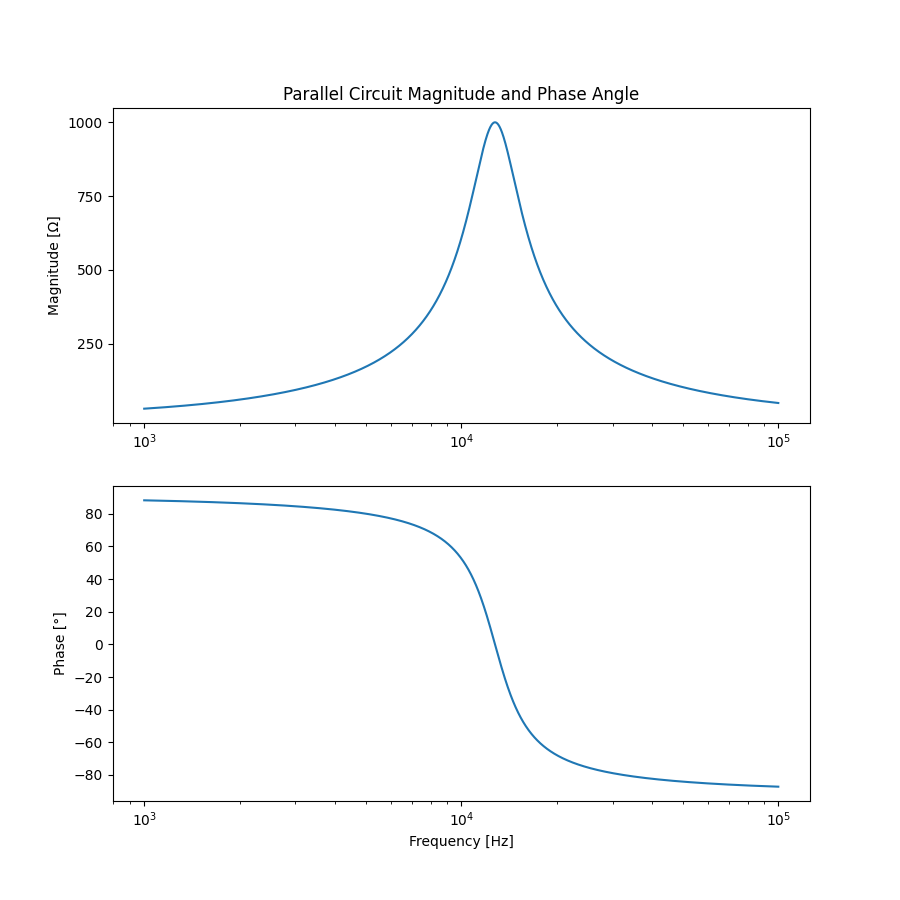 Parallel Circuit Magnitude and Phase Angle
1000
750
500
250
Magnitude [Ω]
10³ 10⁴ 10⁵
80
60
40
20
0
−20
−40
−60
−80
Phase [°]
10³ 10⁴ 10⁵
Frequency [Hz]